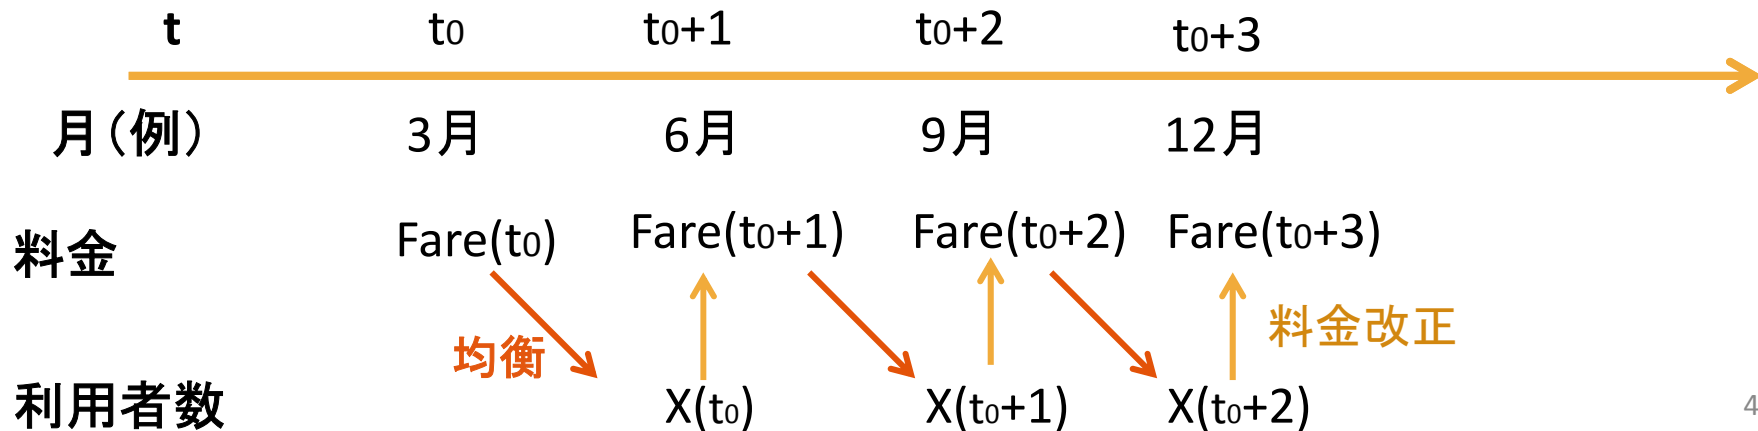 t t0 t0+1 t0+2 t0+3
月（例） 3月 6月 9月 12月
料金 Fare(t0) Fare(t0+1) Fare(t0+2) Fare(t0+3)
均衡 料金改正
利用者数 X(t0) X(t0+1) X(t0+2)
4